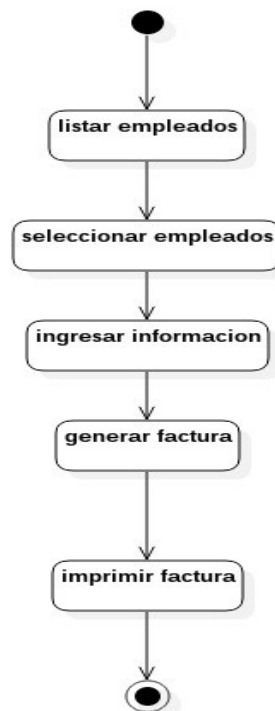 listar empleados
seleccionar empleados
ingresar informacion
generar factura
imprimir factura